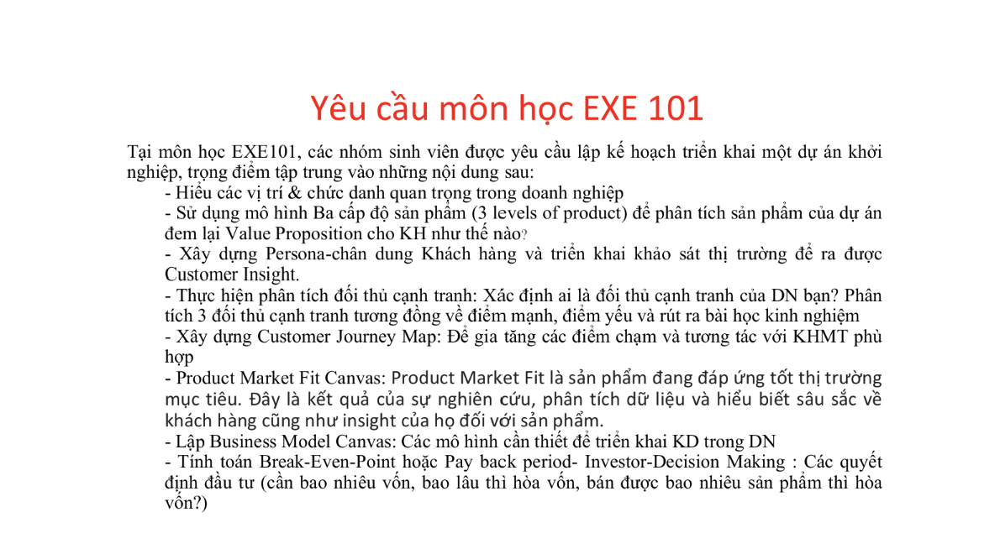 Yêu cầu môn học EXE 101
Tại môn học EXE101, các nhóm sinh viên được yêu cầu lập kế hoạch triển khai một dự án khởi
nghiệp, trọng điểm tập trung vào những nội dung sau:
- Hiểu các vị trí & chức danh quan trọng trong doanh nghiệp
- Sử dụng mô hình Ba cấp độ sản phẩm (3 levels of product) để phân tích sản phẩm của dự án
đem lại Value Proposition cho KH như thế nào?
- Xây dựng Persona-chân dung Khách hàng và triển khai khảo sát thị trường để ra được
Customer Insight.
- Thực hiện phân tích đối thủ cạnh tranh: Xác định ai là đối thủ cạnh tranh của DN bạn? Phân
tích 3 đối thủ cạnh tranh tương đồng về điểm mạnh, điểm yếu và rút ra bài học kinh nghiệm
- Xây dựng Customer Journey Map: Để gia tăng các điểm chạm và tương tác với KHMT phù
hợp
- Product Market Fit Canvas: Product Market Fit là sản phẩm đang đáp ứng tốt thị trường
mục tiêu. Đây là kết quả của sự nghiên cứu, phân tích dữ liệu và hiểu biết sâu sắc về
khách hàng cũng như insight của họ đối với sản phẩm.
- Lập Business Model Canvas: Các mô hình cần thiết để triển khai KD trong DN
- Tính toán Break-Even-Point hoặc Pay back period- Investor-Decision Making : Các quyết
định đầu tư (cần bao nhiêu vốn, bao lâu thì hòa vốn, bán được bao nhiêu sản phẩm thì hòa
vốn?)